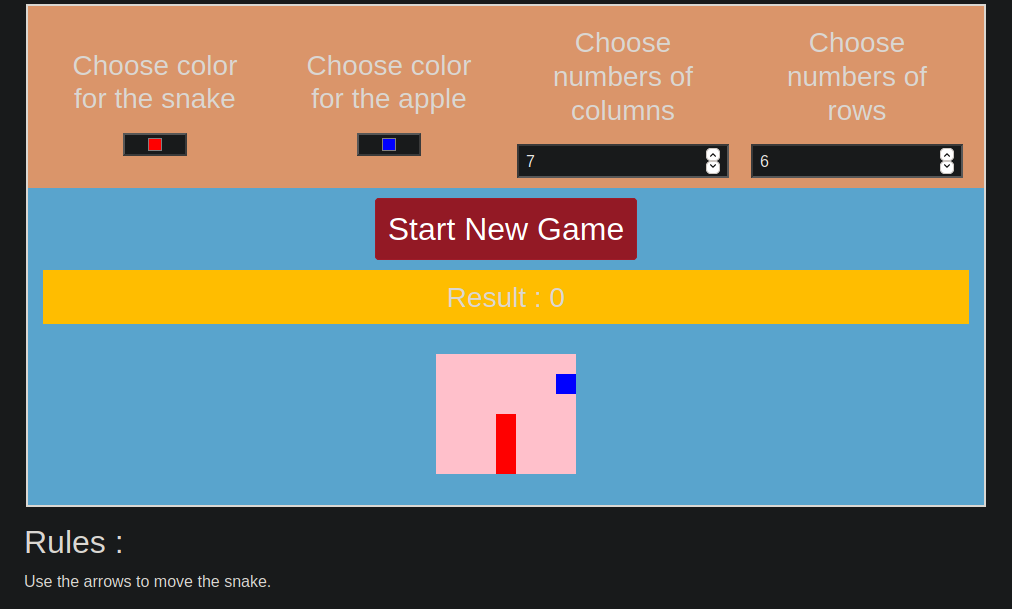 Choose color
for the snake
Choose color
for the apple
Choose
numbers of
columns
7
Choose
numbers of
rows
6
Start New Game
Result : 0
Rules :
Use the arrows to move the snake.